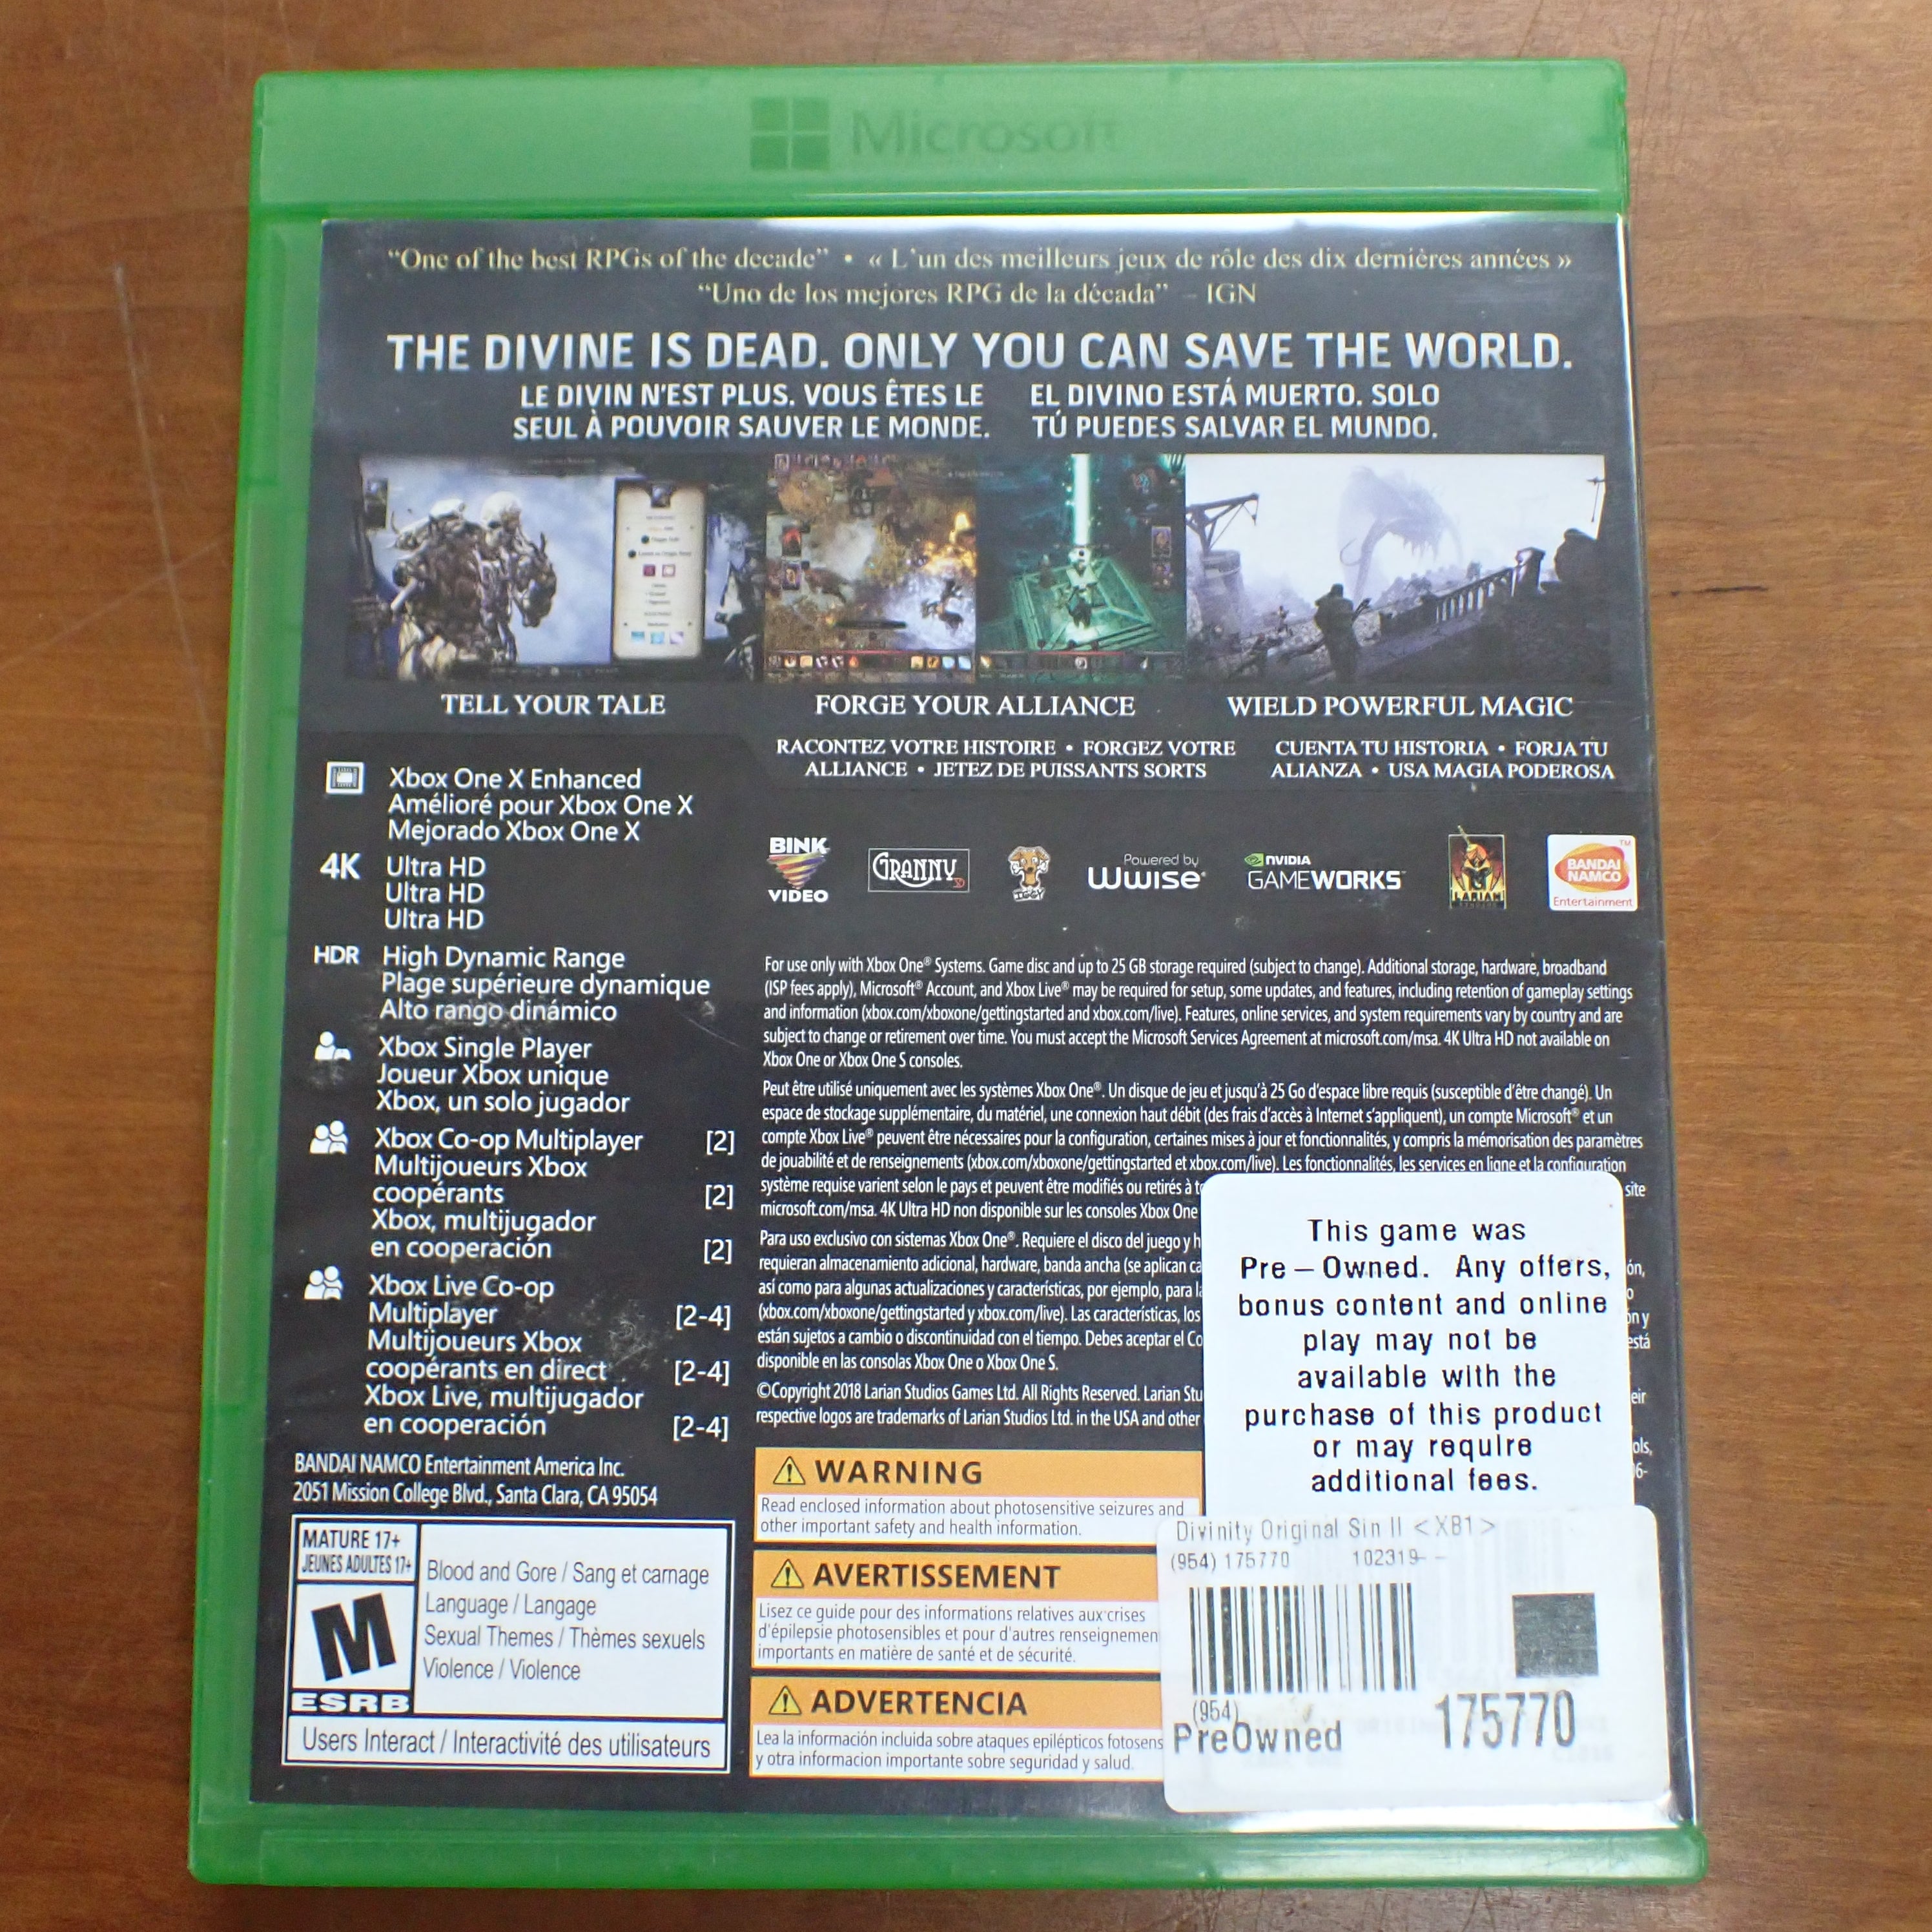 Microsoft
“One of the best RPGs of the decade” • « L'un des meilleurs jeux de rôle des dix dernières années »
“Uno de los mejores RPG de la década” – IGN
THE DIVINE IS DEAD. ONLY YOU CAN SAVE THE WORLD.
LE DIVIN N'EST PLUS. VOUS ÊTES LE
SEUL À POUVOIR SAUVER LE MONDE.
EL DIVINO ESTÁ MUERTO. SOLO
TÚ PUEDES SALVAR EL MUNDO.
TELL YOUR TALE
FORGE YOUR ALLIANCE
WIELD POWERFUL MAGIC
RACONTEZ VOTRE HISTOIRE • FORGEZ VOTRE
ALLIANCE • JETEZ DE PUISSANTS SORTS
CUENTA TU HISTORIA • FORJA TU
ALIANZA • USA MAGIA PODEROSA
Xbox One X Enhanced
Amélioré pour Xbox One X
Mejorado Xbox One X
4K Ultra HD
Ultra HD
Ultra HD
HDR High Dynamic Range
Plage supérieure dynamique
Alto rango dinámico
Xbox Single Player
Joueur Xbox unique
Xbox, un solo jugador
Xbox Co-op Multiplayer [2]
Multijoueurs Xbox
coopérants [2]
Xbox, multijugador
en cooperación [2]
Xbox Live Co-op
Multiplayer [2-4]
Multijoueurs Xbox
coopérants en direct [2-4]
Xbox Live, multijugador
en cooperación [2-4]
BANDAI NAMCO Entertainment America Inc.
2051 Mission College Blvd., Santa Clara, CA 95054
MATURE 17+
JEUNES ADULTES 17+
M
ESRB
Blood and Gore / Sang et carnage
Language / Langage
Sexual Themes / Thèmes sexuels
Violence / Violence
Users Interact / Interactivité des utilisateurs
BINK
VIDEO
GRANNY 3D
IGGY
Powered by
Wwise®
NVIDIA
GAMEWORKS
LARIAN
STUDIOS
BANDAI
NAMCO
Entertainment
TM
For use only with Xbox One® Systems. Game disc and up to 25 GB storage required (subject to change). Additional storage, hardware, broadband
(ISP fees apply), Microsoft® Account, and Xbox Live® may be required for setup, some updates, and features, including retention of gameplay settings
and information (xbox.com/xboxone/gettingstarted and xbox.com/live). Features, online services, and system requirements vary by country and are
subject to change or retirement over time. You must accept the Microsoft Services Agreement at microsoft.com/msa. 4K Ultra HD not available on
Xbox One or Xbox One S consoles.
Peut être utilisé uniquement avec les systèmes Xbox One®. Un disque de jeu et jusqu'à 25 Go d'espace libre requis (susceptible d'être changé). Un
espace de stockage supplémentaire, du matériel, une connexion haut débit (des frais d'accès à Internet s'appliquent), un compte Microsoft® et un
compte Xbox Live® peuvent être nécessaires pour la configuration, certaines mises à jour et fonctionnalités, y compris la mémorisation des paramètres
de jouabilité et de renseignements (xbox.com/xboxone/gettingstarted et xbox.com/live). Les fonctionnalités, les services en ligne et la configuration
système requise varient selon le pays et peuvent être modifiés ou retirés à site
microsoft.com/msa. 4K Ultra HD non disponible sur les consoles Xbox One
Para uso exclusivo con sistemas Xbox One®. Requiere el disco del juego y h
requieran almacenamiento adicional, hardware, banda ancha (se aplican ca ón,
así como para algunas actualizaciones y características, por ejemplo, para l o
(xbox.com/xboxone/gettingstarted y xbox.com/live). Las características, los ón y
están sujetos a cambio o discontinuidad con el tiempo. Debes aceptar el Co está
disponible en las consolas Xbox One o Xbox One S.
©Copyright 2018 Larian Studios Games Ltd. All Rights Reserved. Larian Stu eir
respective logos are trademarks of Larian Studios Ltd. in the USA and other
ols,
6-
WARNING
Read enclosed information about photosensitive seizures and
other important safety and health information.
AVERTISSEMENT
Lisez ce guide pour des informations relatives aux crises
d'épilepsie photosensibles et pour d'autres renseignemen
importants en matière de santé et de sécurité.
ADVERTENCIA
Lea la información incluida sobre ataques epilépticos fotosens
y otra informacion importante sobre seguridad y salud.
This game was
Pre-Owned. Any offers,
bonus content and online
play may not be
available with the
purchase of this product
or may require
additional fees.
Divinity Original Sin II <XB1>
(954) 175770 102319- -
(954)
PreOwned 175770